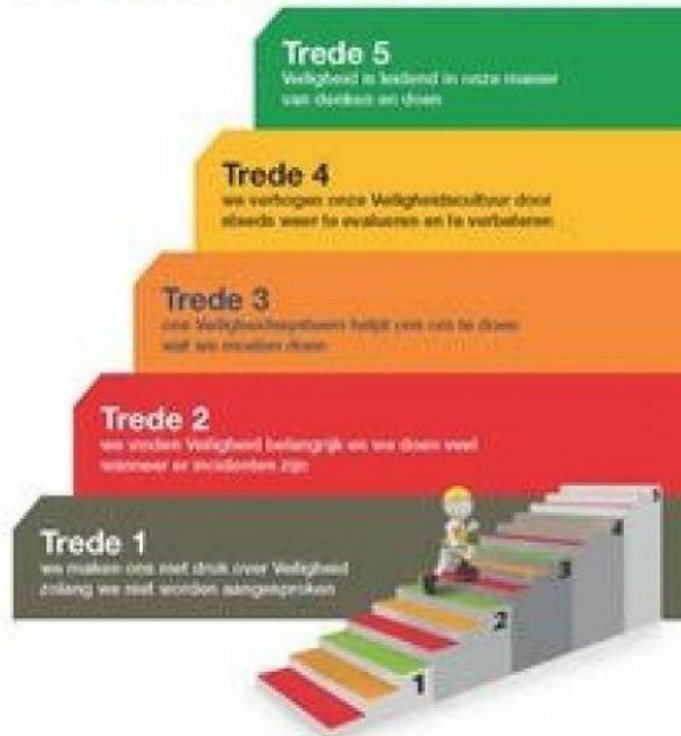 Trede 5
Veiligheid is leidend in onze manier
van denken en doen
Trede 4
we verhogen onze Veiligheidscultuur door
steeds weer te evalueren en te verbeteren
Trede 3
ons Veiligheidssysteem helpt ons om te doen
wat we moeten doen
Trede 2
we vinden Veiligheid belangrijk en we doen veel
wanneer er incidenten zijn
Trede 1
we maken ons niet druk over Veiligheid
zolang we niet worden aangesproken
5
4
3
2
1